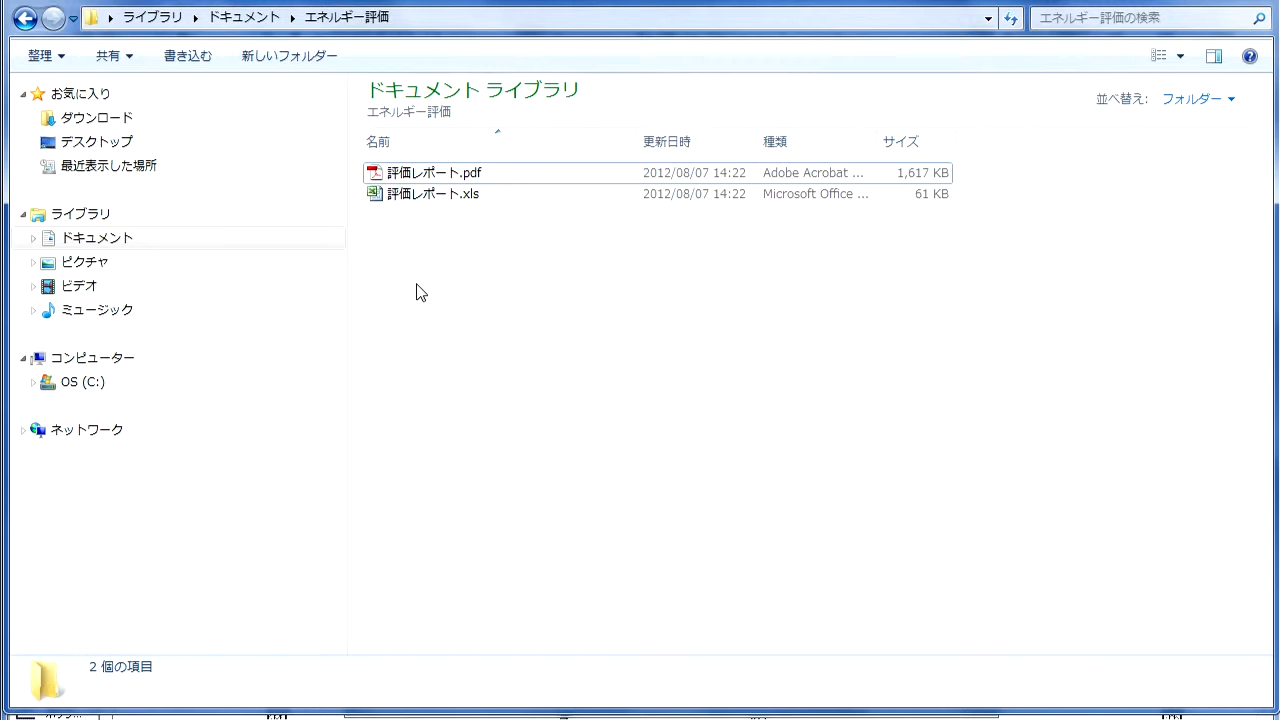 ライブラリ ドキュメント エネルギー評価
エネルギー評価の検索
整理 共有 書き込む 新しいフォルダー
お気に入り
ダウンロード
デスクトップ
最近表示した場所
ライブラリ
ドキュメント
ピクチャ
ビデオ
ミュージック
コンピューター
OS (C:)
ネットワーク
ドキュメント ライブラリ
エネルギー評価
並べ替え: フォルダー
名前 更新日時 種類 サイズ
評価レポート.pdf 2012/08/07 14:22 Adobe Acrobat ... 1,617 KB
評価レポート.xls 2012/08/07 14:22 Microsoft Office ... 61 KB
2 個の項目